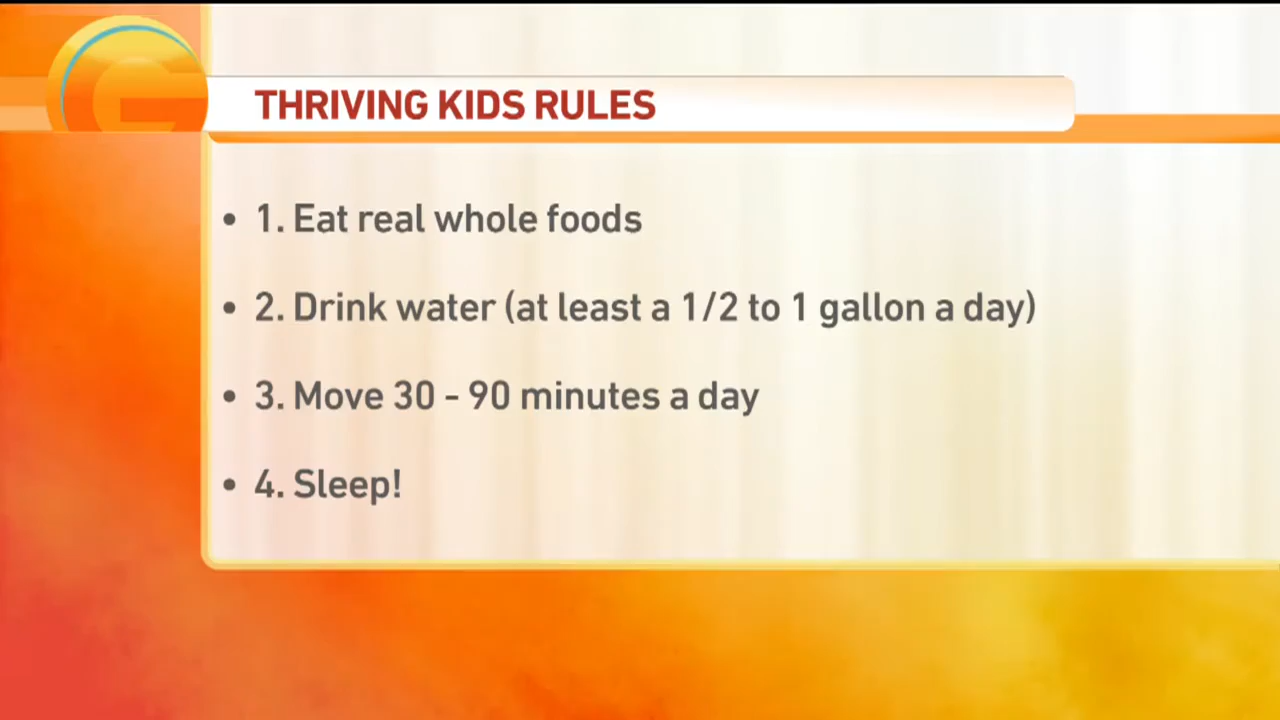 THRIVING KIDS RULES
• 1. Eat real whole foods
• 2. Drink water (at least a 1/2 to 1 gallon a day)
• 3. Move 30 - 90 minutes a day
• 4. Sleep!